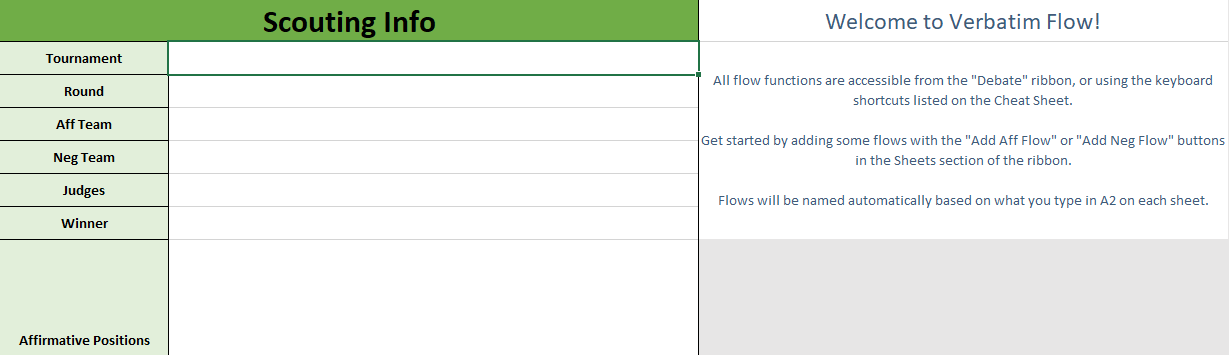 Scouting Info
Welcome to Verbatim Flow!
Tournament
Round
Aff Team
Neg Team
Judges
Winner
Affirmative Positions
All flow functions are accessible from the "Debate" ribbon, or using the keyboard
shortcuts listed on the Cheat Sheet.
Get started by adding some flows with the "Add Aff Flow" or "Add Neg Flow" buttons
in the Sheets section of the ribbon.
Flows will be named automatically based on what you type in A2 on each sheet.